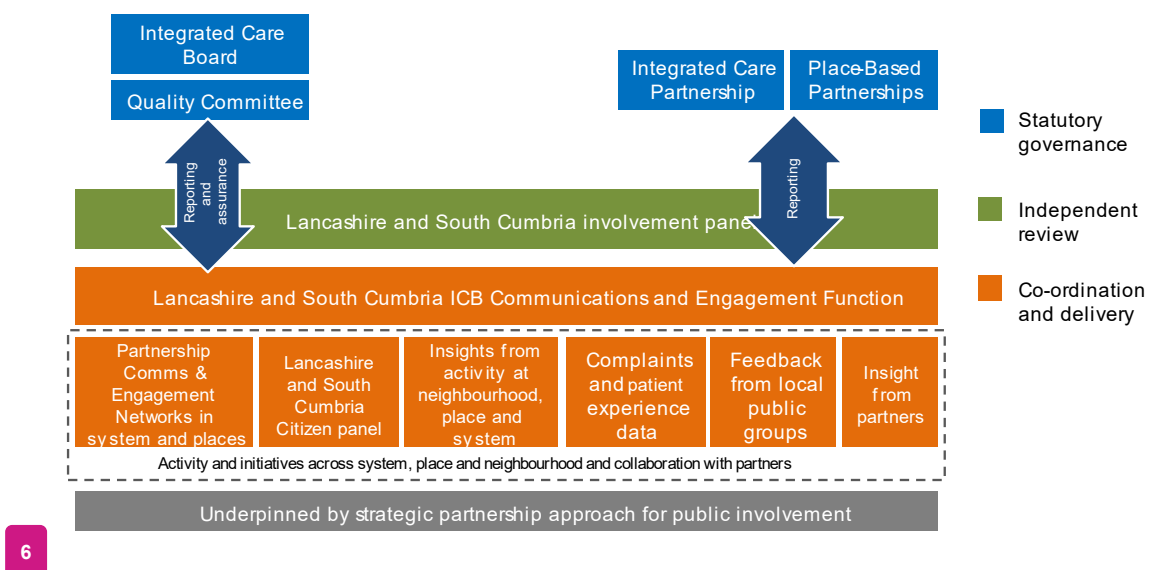 Integrated Care
Board
Quality Committee
Integrated Care
Partnership
Place-Based
Partnerships
Statutory
governance
Independent
review
Co-ordination
and delivery
Reporting
and
assurance
Reporting
Lancashire and South Cumbria involvement pane
Lancashire and South Cumbria ICB Communications and Engagement Function
Partnership
Comms &
Engagement
Networks in
system and places
Lancashire
and South
Cumbria
Citizen panel
Insights from
activity at
neighbourhood,
place and
system
Complaints
and patient
experience
data
Feedback
from local
public
groups
Insight
from
partners
Activity and initiatives across system, place and neighbourhood and collaboration with partners
Underpinned by strategic partnership approach for public involvement
6